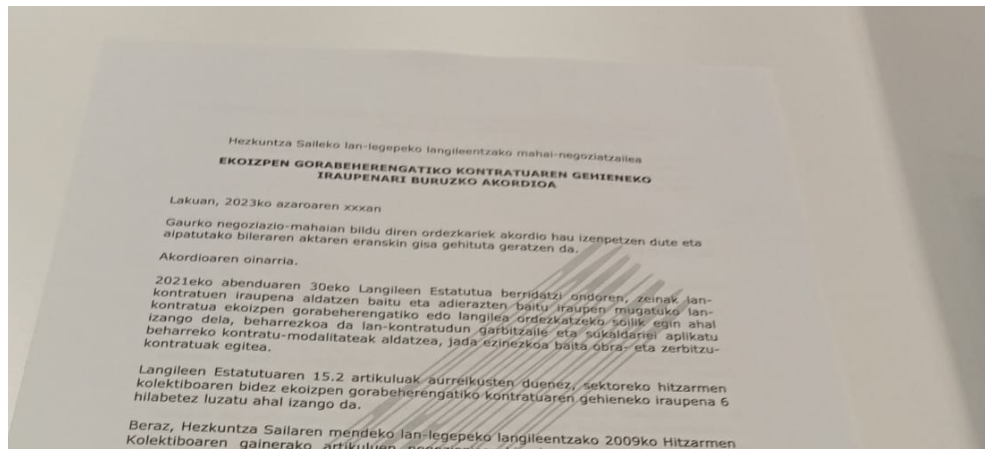 Hezkuntza Saileko lan-legepeko langileentzako mahai-negoziatzailea
EKOIZPEN GORABEHERENGATIKO KONTRATUAREN GEHIENEKO
IRAUPENARI BURUZKO AKORDIOA
Lakuan, 2023ko azaroaren xxxan
Gaurko negoziazio-mahaian bildu diren ordezkariek akordio hau izenpetzen dute eta
aipatutako bileraren aktaren eranskin gisa gehituta geratzen da.
Akordioaren oinarria.
2021eko abenduaren 30eko Langileen Estatutua berridatzi ondoren, zeinak lan-
kontratuen iraupena aldatzen baitu eta adierazten baitu iraupen mugatuko lan-
kontratua ekoizpen gorabeherengatiko edo langilea ordezkatzeko soilik egin ahal
izango dela, beharrezkoa da lan-kontratudun garbitzaile eta sukaldariei aplikatu
beharreko kontratu-modalitateak aldatzea, jada ezinezkoa baita obra- eta zerbitzu-
kontratuak egitea.
Langileen Estatutuaren 15.2 artikuluak aurreikusten duenez, sektoreko hitzarmen
kolektiboaren bidez ekoizpen gorabeherengatiko kontratuaren gehieneko iraupena 6
hilabetez luzatu ahal izango da.
Beraz, Hezkuntza Sailaren mendeko lan-legepeko langileentzako 2009ko Hitzarmen
Kolektiboaren gainerako artikuluen